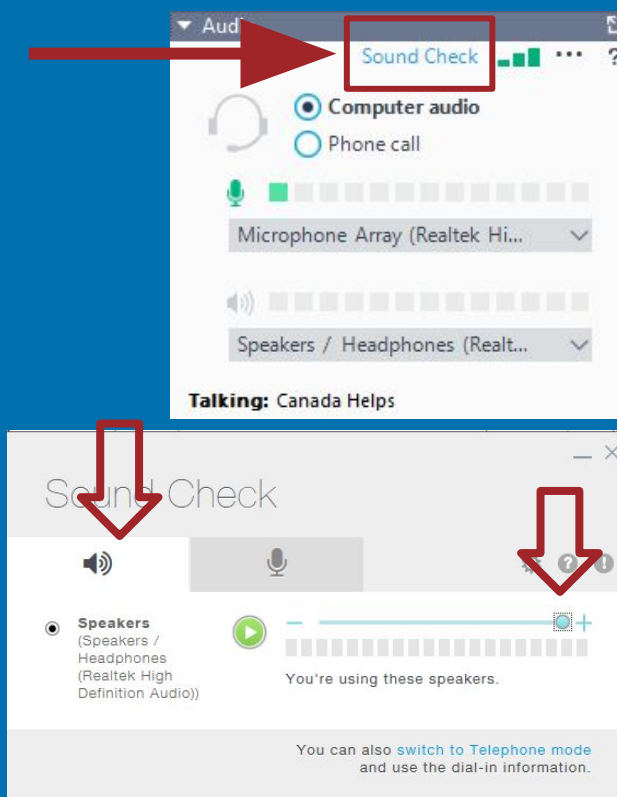 Audio
Sound Check
?
Computer audio
Phone call
Microphone Array (Realtek Hi...
Speakers / Headphones (Realt...
Talking: Canada Helps
Sound Check
Speakers
(Speakers /
Headphones
(Realtek High
Definition Audio))
You're using these speakers.
You can also switch to Telephone mode
and use the dial-in information.